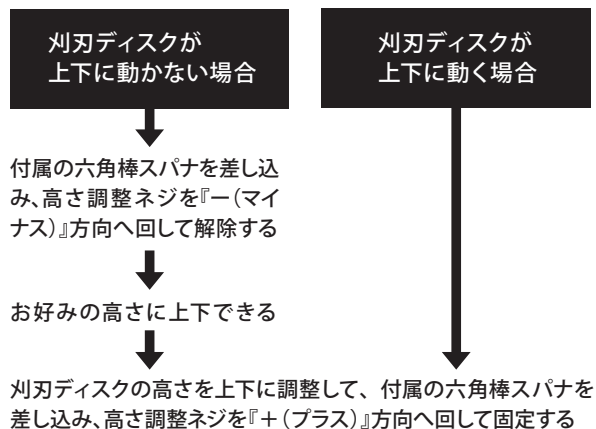 刈刃ディスクが
上下に動かない場合
刈刃ディスクが
上下に動く場合
付属の六角棒スパナを差し込
み、高さ調整ネジを『ー(マイ
ナス)』方向へ回して解除する
お好みの高さに上下できる
刈刃ディスクの高さを上下に調整して、付属の六角棒スパナを
差し込み、高さ調整ネジを『＋(プラス)』方向へ回して固定する